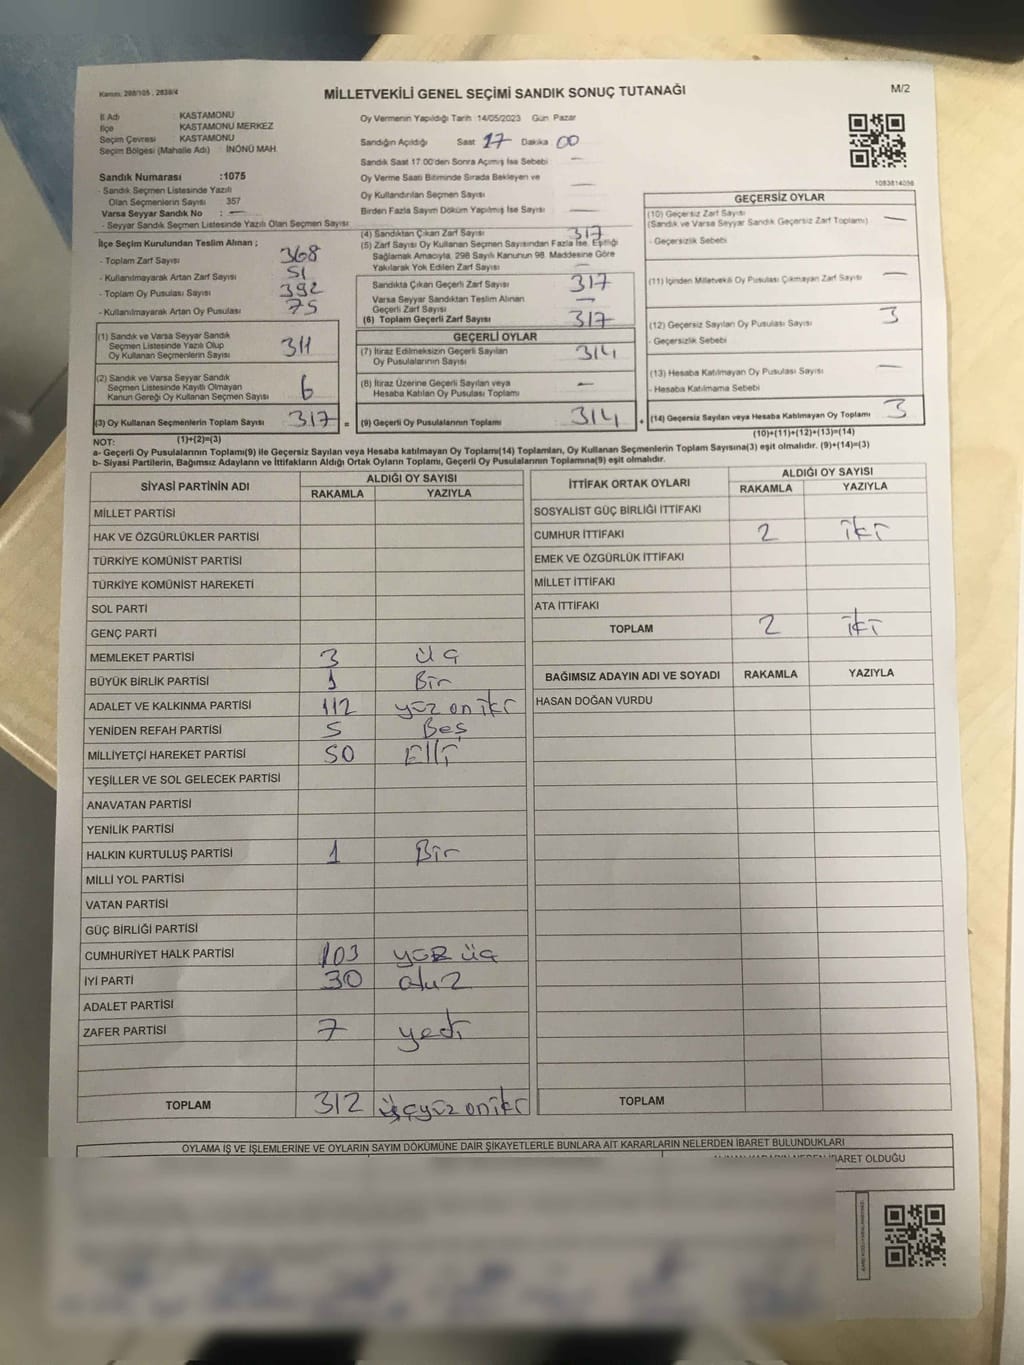 Kanun: 298/105 , 2839/4
MİLLETVEKİLİ GENEL SEÇİMİ SANDIK SONUÇ TUTANAĞI
M/2
İl Adı : KASTAMONU
İlçe KASTAMONU MERKEZ
Seçim Çevresi : KASTAMONU
Seçim Bölgesi (Mahalle Adı) : İNÖNÜ MAH.
Sandık Numarası :1075
- Sandık Seçmen Listesinde Yazılı
Olan Seçmenlerin Sayısı 357
Varsa Seyyar Sandık No : —
- Seyyar Sandık Seçmen Listesinde Yazılı Olan Seçmen Sayısı
Oy Vermenin Yapıldığı Tarih :14/05/2023 Gün Pazar
Sandığın Açıldığı Saat 17 Dakika 00
Sandık Saat 17:00'den Sonra Açılmış İse Sebebi —
Oy Verme Saati Bitiminde Sırada Bekleyen ve
Oy Kullandırılan Seçmen Sayısı —
Birden Fazla Sayım Döküm Yapılmış İse Sayısı —
1083814096
İlçe Seçim Kurulundan Teslim Alınan ;
- Toplam Zarf Sayısı 368
- Kullanılmayarak Artan Zarf Sayısı 51
- Toplam Oy Pusulası Sayısı 392
- Kullanılmayarak Artan Oy Pusulası 75
(1) Sandık ve Varsa Seyyar Sandık
Seçmen Listesinde Yazılı Olup
Oy Kullanan Seçmenlerin Sayısı 311
(2) Sandık ve Varsa Seyyar Sandık
Seçmen Listesinde Kayıtlı Olmayan
Kanun Gereği Oy Kullanan Seçmen Sayısı 6
(3) Oy Kullanan Seçmenlerin Toplam Sayısı 317 =
(1)+(2)=(3)
(4) Sandıktan Çıkan Zarf Sayısı 317
(5) Zarf Sayısı Oy Kullanan Seçmen Sayısından Fazla İse, Eşitliği
Sağlamak Amacıyla, 298 Sayılı Kanunun 98. Maddesine Göre
Yakılarak Yok Edilen Zarf Sayısı —
Sandıkta Çıkan Geçerli Zarf Sayısı 317
Varsa Seyyar Sandıktan Teslim Alınan
Geçerli Zarf Sayısı —
(6) Toplam Geçerli Zarf Sayısı 317
GEÇERLİ OYLAR
(7) İtiraz Edilmeksizin Geçerli Sayılan
Oy Pusulalarının Sayısı 314
(8) İtiraz Üzerine Geçerli Sayılan veya
Hesaba Katılan Oy Pusulası Toplamı —
(9) Geçerli Oy Pusulalarının Toplamı 314 +
GEÇERSİZ OYLAR
(10) Geçersiz Zarf Sayısı
(Sandık ve Varsa Seyyar Sandık Geçersiz Zarf Toplamı) —
- Geçersizlik Sebebi
(11) İçinden Milletvekili Oy Pusulası Çıkmayan Zarf Sayısı —
(12) Geçersiz Sayılan Oy Pusulası Sayısı 3
- Geçersizlik Sebebi
(13) Hesaba Katılmayan Oy Pusulası Sayısı —
- Hesaba Katılmama Sebebi
(14) Geçersiz Sayılan veya Hesaba Katılmayan Oy Toplamı 3
(10)+(11)+(12)+(13)=(14)
NOT:
a- Geçerli Oy Pusulalarının Toplamı(9) ile Geçersiz Sayılan veya Hesaba katılmayan Oy Toplamı(14) Toplamları, Oy Kullanan Seçmenlerin Toplam Sayısına(3) eşit olmalıdır. (9)+(14)=(3)
b- Siyasi Partilerin, Bağımsız Adayların ve İttifakların Aldığı Ortak Oyların Toplamı, Geçerli Oy Pusulalarının Toplamına(9) eşit olmalıdır.
SİYASİ PARTİNİN ADI ALDIĞI OY SAYISI
RAKAMLA YAZIYLA
MİLLET PARTİSİ
HAK VE ÖZGÜRLÜKLER PARTİSİ
TÜRKİYE KOMÜNİST PARTİSİ
TÜRKİYE KOMÜNİST HAREKETİ
SOL PARTİ
GENÇ PARTİ
MEMLEKET PARTİSİ 3 üç
BÜYÜK BİRLİK PARTİSİ 1 Bir
ADALET VE KALKINMA PARTİSİ 112 yüz oniki
YENİDEN REFAH PARTİSİ 5 Beş
MİLLİYETÇİ HAREKET PARTİSİ 50 Elli
YEŞİLLER VE SOL GELECEK PARTİSİ
ANAVATAN PARTİSİ
YENİLİK PARTİSİ
HALKIN KURTULUŞ PARTİSİ 1 Bir
MİLLİ YOL PARTİSİ
VATAN PARTİSİ
GÜÇ BİRLİĞİ PARTİSİ
CUMHURİYET HALK PARTİSİ 103 yüz üç
İYİ PARTİ 30 otuz
ADALET PARTİSİ
ZAFER PARTİSİ 7 yedi
TOPLAM 312 üçyüz oniki
İTTİFAK ORTAK OYLARI ALDIĞI OY SAYISI
RAKAMLA YAZIYLA
SOSYALİST GÜÇ BİRLİĞİ İTTİFAKI
CUMHUR İTTİFAKI 2 iki
EMEK VE ÖZGÜRLÜK İTTİFAKI
MİLLET İTTİFAKI
ATA İTTİFAKI
TOPLAM 2 iki
BAĞIMSIZ ADAYIN ADI VE SOYADI RAKAMLA YAZIYLA
HASAN DOĞAN VURDU
TOPLAM
OYLAMA İŞ VE İŞLEMLERİNE VE OYLARIN SAYIM DÖKÜMÜNE DAİR ŞİKAYETLERLE BUNLARA AİT KARARLARIN NELERDEN İBARET BULUNDUKLARI
İBARET OLDUĞU